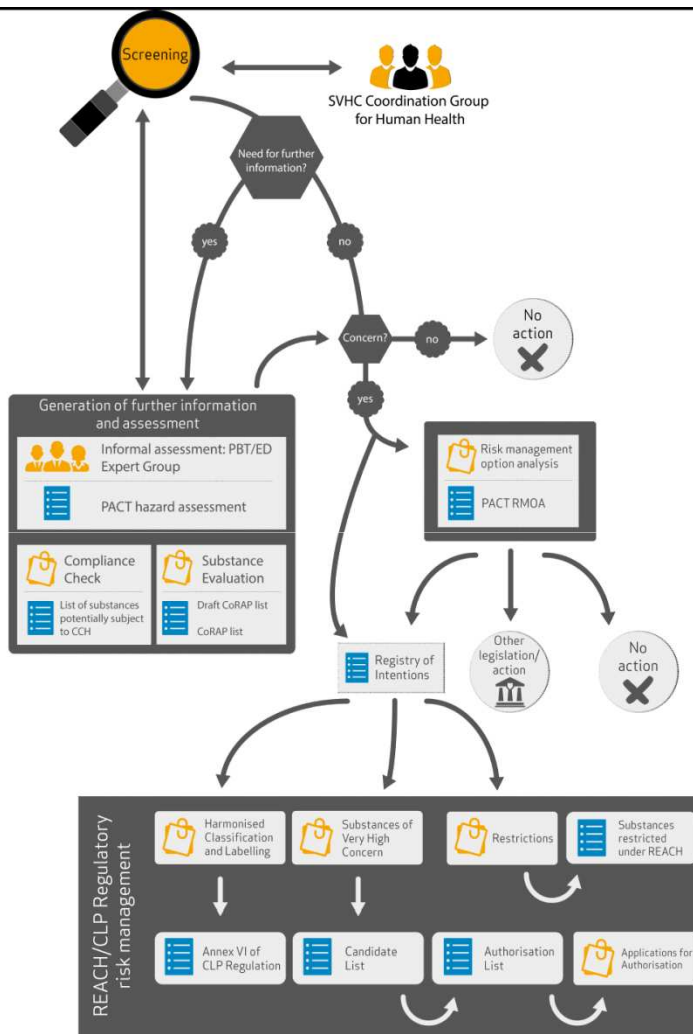 Screening
SVHC Coordination Group
for Human Health
Need for further
information?
yes
no
Concern?
no
No
action
yes
Generation of further information
and assessment
Informal assessment: PBT/ED
Expert Group
PACT hazard assessment
Compliance
Check
List of substances
potentially subject
to CCH
Substance
Evaluation
Draft CoRAP list
CoRAP list
Risk management
option analysis
PACT RMOA
Registry of
Intentions
Other
legislation/
action
No
action
REACH/CLP Regulatory
risk management
Harmonised
Classification
and Labelling
Substances of
Very High
Concern
Restrictions
Substances
restricted
under REACH
Annex VI of
CLP Regulation
Candidate
List
Authorisation
List
Applications for
Authorisation